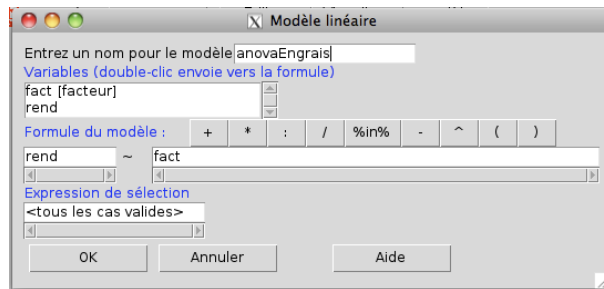 Modèle linéaire
Entrez un nom pour le modèle anovaEngrais
Variables (double-clic envoie vers la formule)
fact [facteur]
rend
Formule du modèle : + * : / %in% - ^ ( )
rend ~ fact
Expression de sélection
<tous les cas valides>
OK Annuler Aide